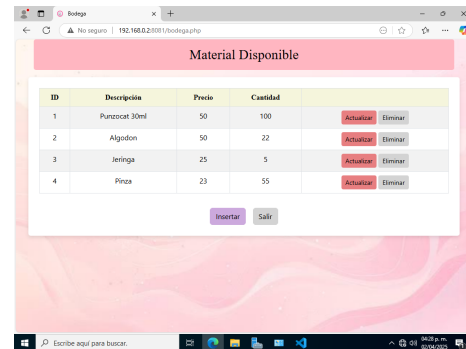 Bodega
No seguro
192.168.0.2:8081/bodega.php
Material Disponible
ID Descripción Precio Cantidad
1 Punzocat 30ml 50 100 Actualizar Eliminar
2 Algodon 50 22 Actualizar Eliminar
3 Jeringa 25 5 Actualizar Eliminar
4 Pinza 23 55 Actualizar Eliminar
Insertar Salir
Escribe aquí para buscar.
04:28 p. m.
02/04/2025